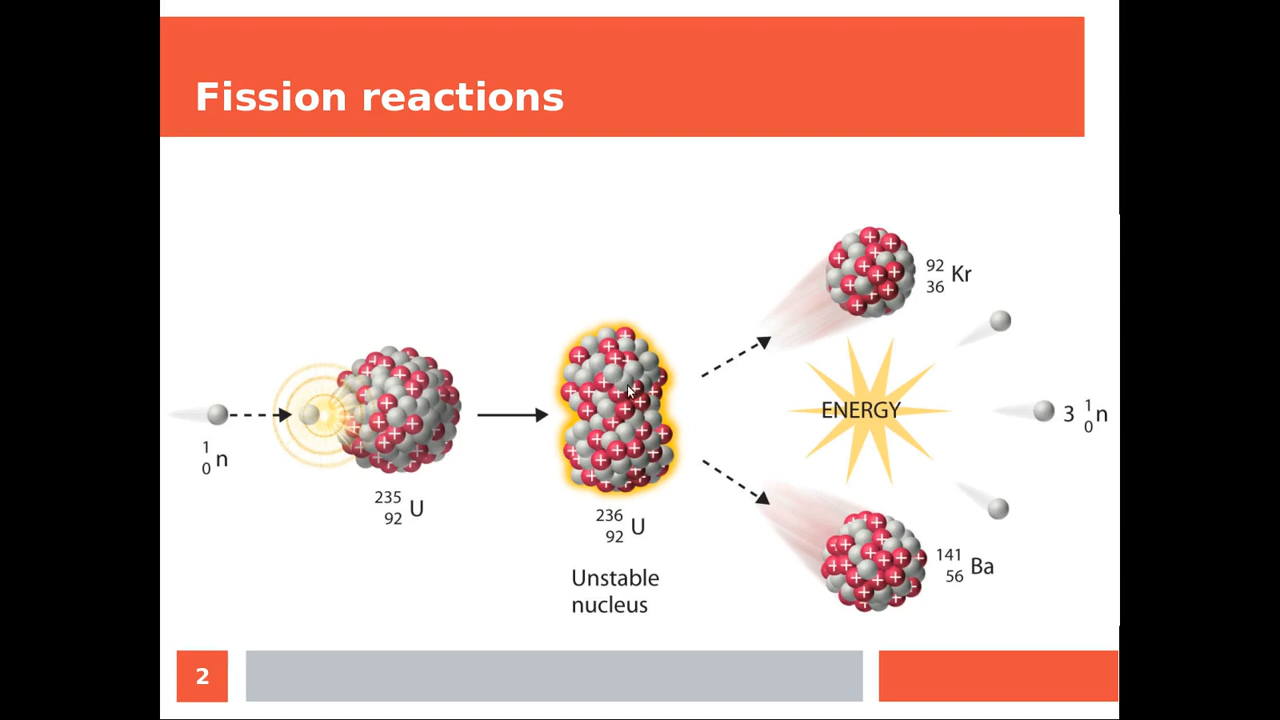 Fission reactions
1
0 n
235
92 U
236
92 U
Unstable
nucleus
92
36 Kr
ENERGY
3 1
0 n
141
56 Ba
2